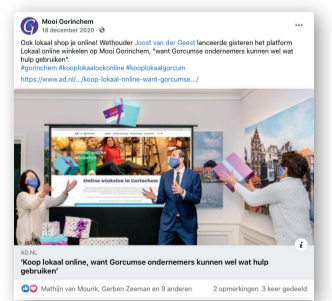 Mooi Gorinchem
18 december 2020 ·
Ook lokaal shop je online! Wethouder Joost van der Geest lanceerde gisteren het platform
Lokaal online winkelen op Mooi Gorinchem, "want Gorcumse ondernemers kunnen wel wat
hulp gebruiken".
#gorinchem #kooplokaalookonline #kooplokaalgorcum
https://www.ad.nl/.../koop-lokaal-online-want-gorcumse.../
Online winkelen in Gorinchem
AD.NL
'Koop lokaal online, want Gorcumse ondernemers kunnen wel wat hulp
gebruiken'
Mathijn van Mourik, Gerben Zeeman en 9 anderen
2 opmerkingen 3 keer gedeeld